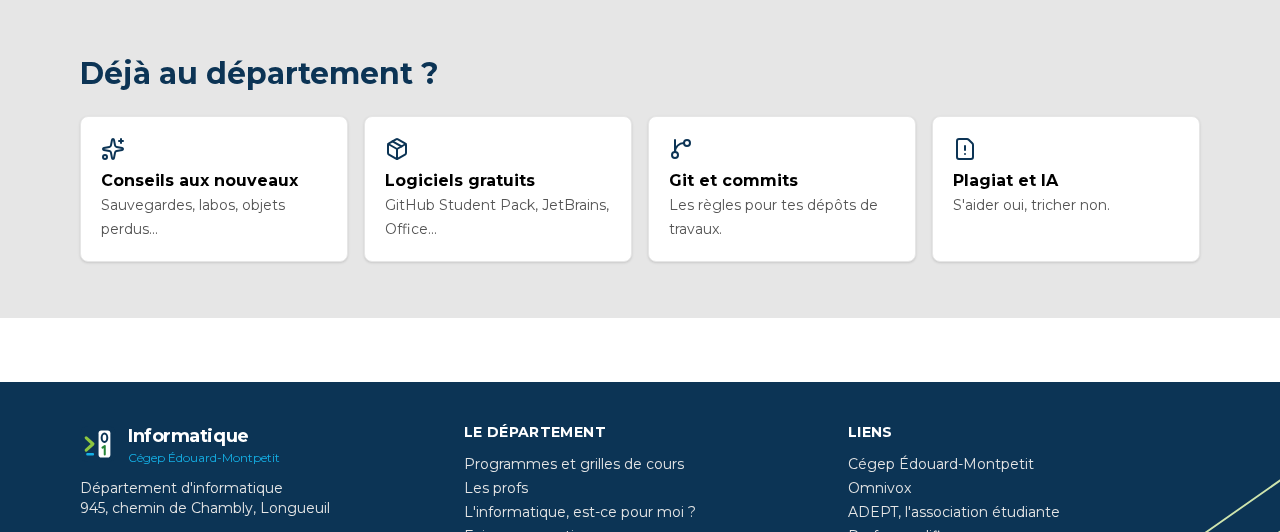 Déjà au département ?
Conseils aux nouveaux
Sauvegardes, labos, objets
perdus...
Logiciels gratuits
GitHub Student Pack, JetBrains,
Office...
Git et commits
Les règles pour tes dépôts de
travaux.
Plagiat et IA
S'aider oui, tricher non.
01
Informatique
Cégep Édouard-Montpetit
Département d'informatique
945, chemin de Chambly, Longueuil
LE DÉPARTEMENT
Programmes et grilles de cours
Les profs
L'informatique, est-ce pour moi ?
LIENS
Cégep Édouard-Montpetit
Omnivox
ADEPT, l'association étudiante